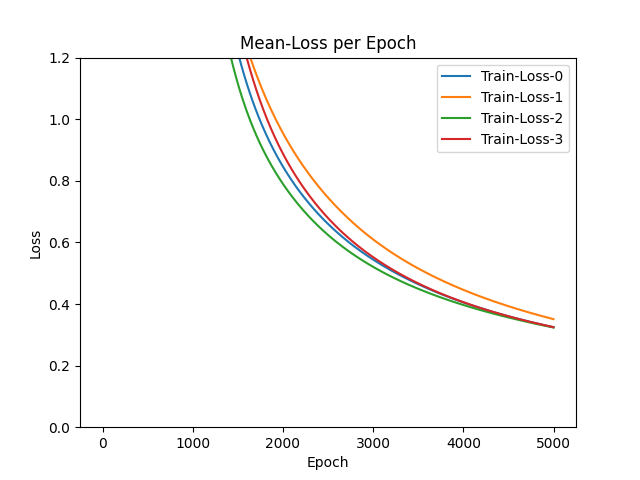 Mean-Loss per Epoch
Train-Loss-0
Train-Loss-1
Train-Loss-2
Train-Loss-3
Loss
1.2
1.0
0.8
0.6
0.4
0.2
0.0
0 1000 2000 3000 4000 5000
Epoch